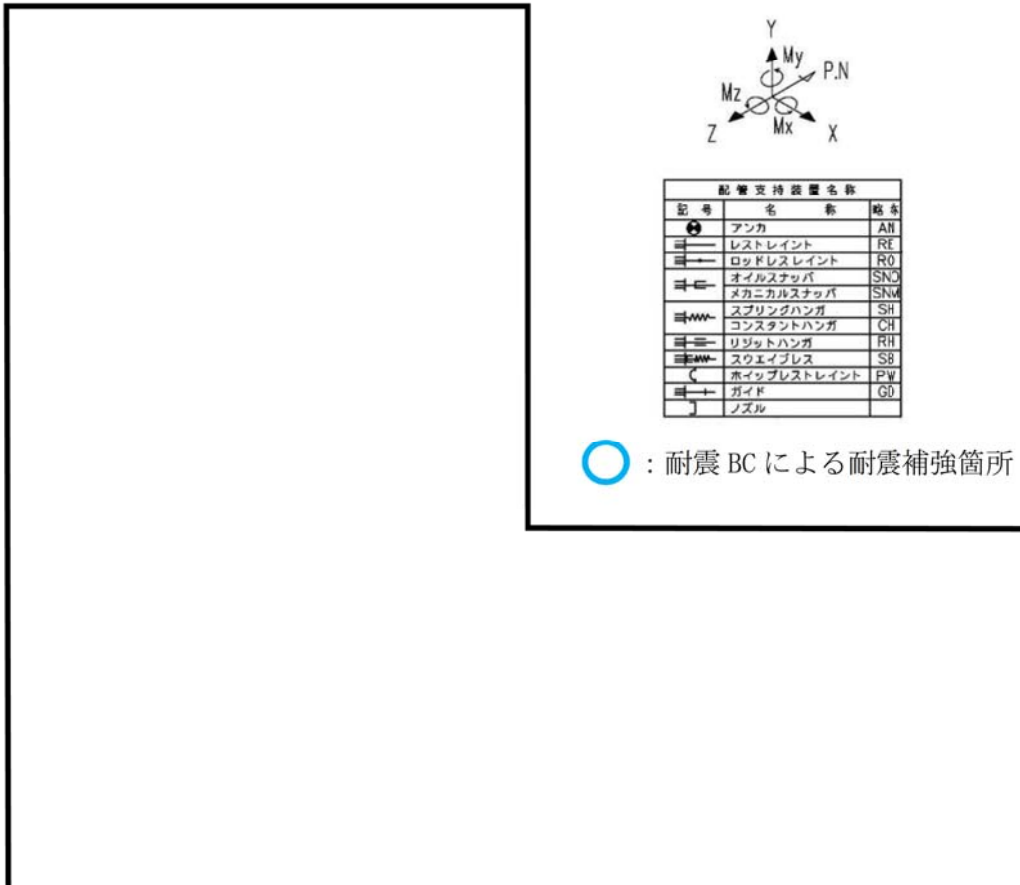 Y
My
P.N
Mz
Z
Mx
X
配管支持装置名称
記号 名称 略称
アンカ AN
レストレイント RE
ロッドレスレイント RO
オイルスナッバ SNO
メカニカルスナッバ SNM
スプリングハンガ SH
コンスタントハンガ CH
リジットハンガ RH
スウエイブレス SB
ホイップレストレイント PW
ガイド GD
ノズル
:耐震 BC による耐震補強箇所